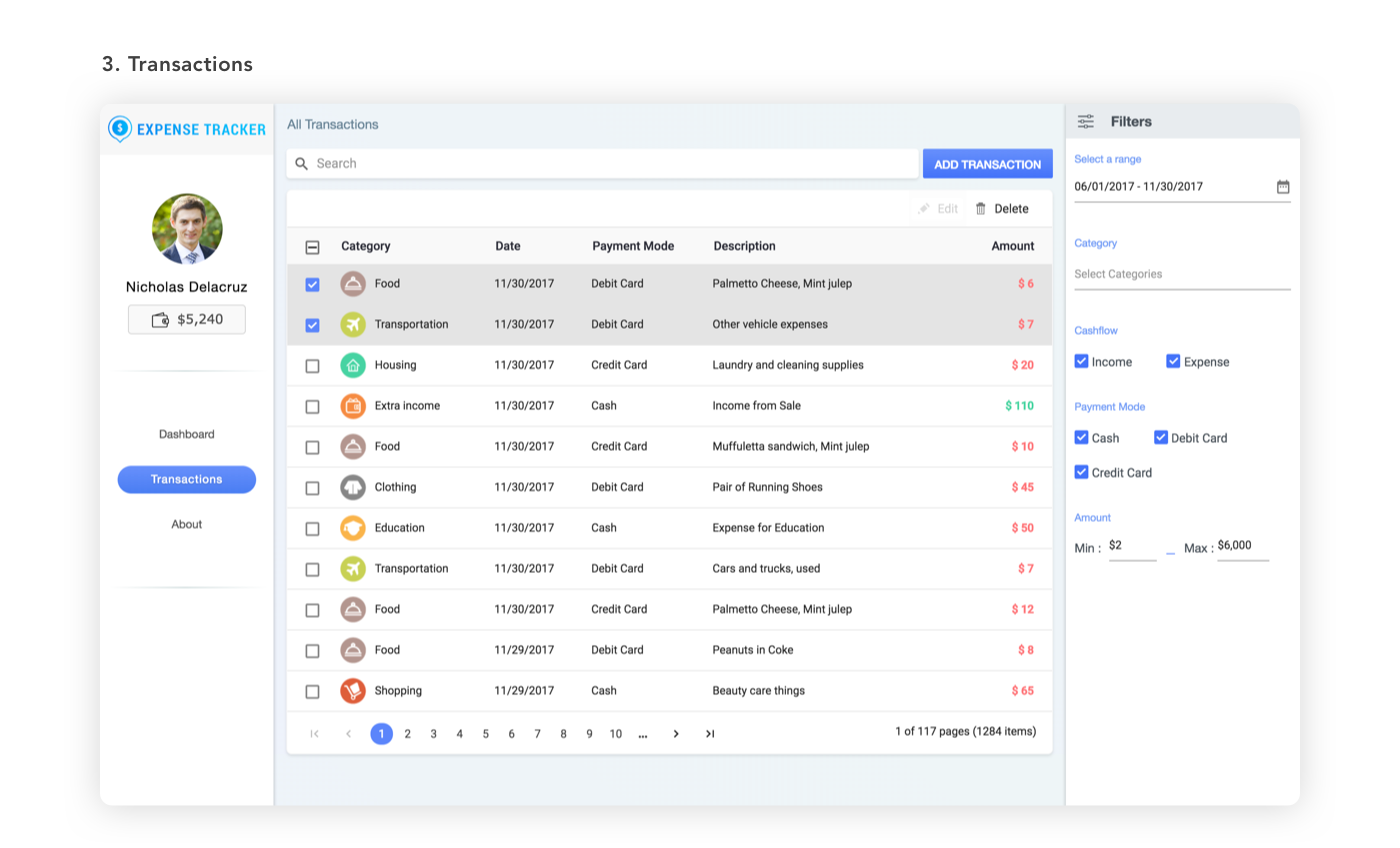 3. Transactions
EXPENSE TRACKER
Nicholas Delacruz
$5,240
Dashboard
Transactions
About
All Transactions
Search
ADD TRANSACTION
Edit Delete
Category Date Payment Mode Description Amount
Food 11/30/2017 Debit Card Palmetto Cheese, Mint julep $ 6
Transportation 11/30/2017 Debit Card Other vehicle expenses $ 7
Housing 11/30/2017 Credit Card Laundry and cleaning supplies $ 20
Extra income 11/30/2017 Cash Income from Sale $ 110
Food 11/30/2017 Credit Card Muffuletta sandwich, Mint julep $ 10
Clothing 11/30/2017 Debit Card Pair of Running Shoes $ 45
Education 11/30/2017 Cash Expense for Education $ 50
Transportation 11/30/2017 Debit Card Cars and trucks, used $ 7
Food 11/30/2017 Credit Card Palmetto Cheese, Mint julep $ 12
Food 11/29/2017 Debit Card Peanuts in Coke $ 8
Shopping 11/29/2017 Cash Beauty care things $ 65
1 2 3 4 5 6 7 8 9 10 ... 1 of 117 pages (1284 items)
Filters
Select a range
06/01/2017 - 11/30/2017
Category
Select Categories
Cashflow
Income Expense
Payment Mode
Cash Debit Card
Credit Card
Amount
Min : $2 – Max : $6,000